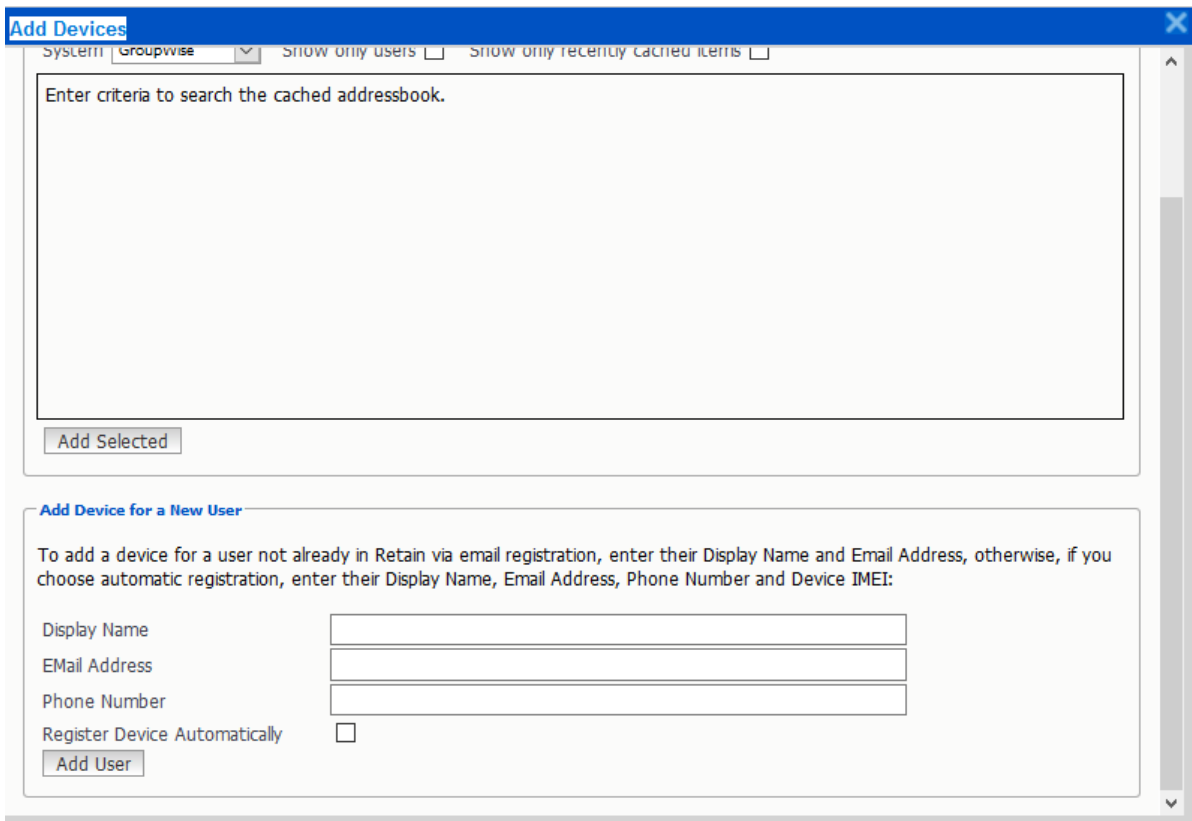 Add Devices
System GroupWise Show only users Show only recently cached items
Enter criteria to search the cached addressbook.
Add Selected
Add Device for a New User
To add a device for a user not already in Retain via email registration, enter their Display Name and Email Address, otherwise, if you
choose automatic registration, enter their Display Name, Email Address, Phone Number and Device IMEI:
Display Name
EMail Address
Phone Number
Register Device Automatically
Add User